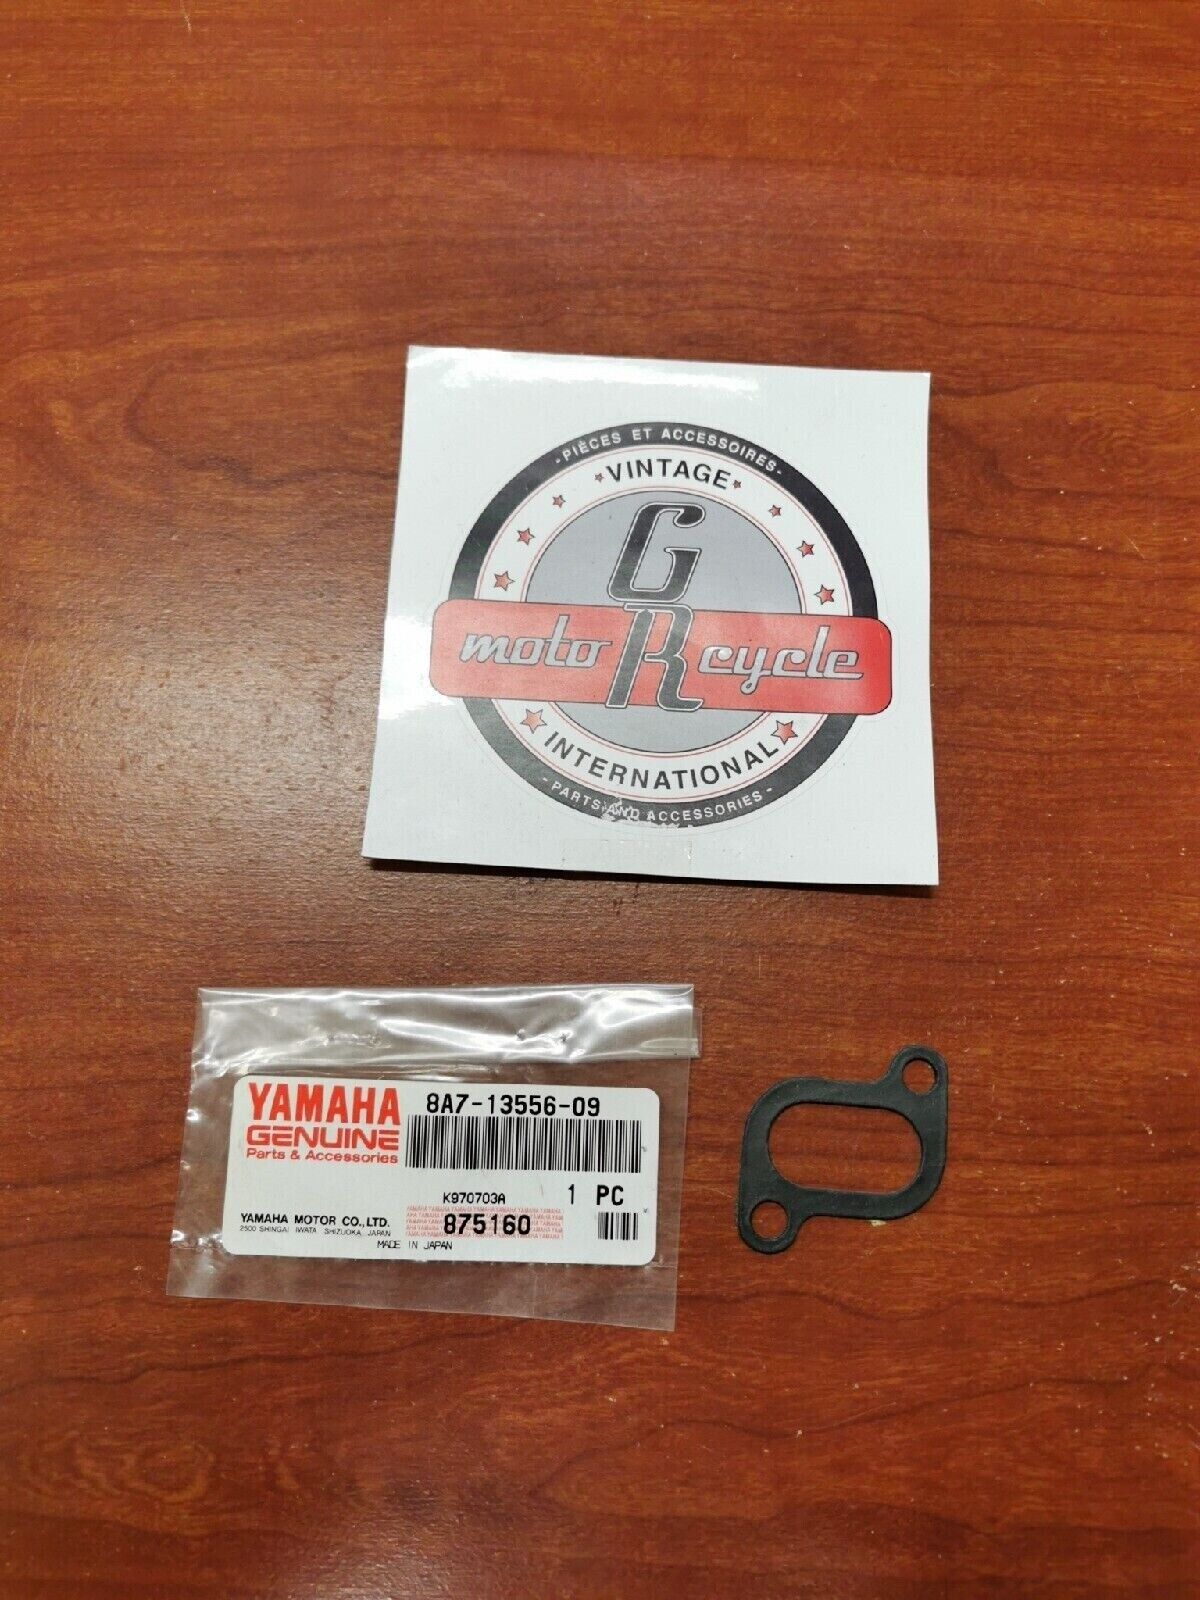 -PIÈCES ET ACCESSOIRES-
VINTAGE
GR
moto cycle
INTERNATIONAL
-PARTS AND ACCESSORIES-
YAMAHA 8A7-13556-09
GENUINE
Parts & Accessories
K970703A 1 PC
YAMAHA MOTOR CO.,LTD. 875160
2500 SHINGAI IWATA SHIZUOKA, JAPAN
MADE IN JAPAN